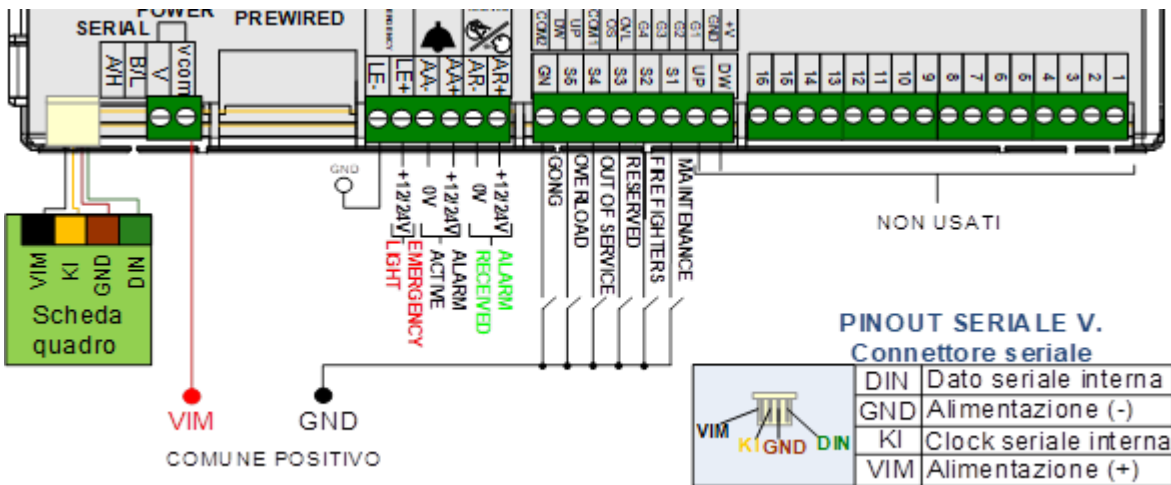 POWER
SERIAL
PREWIRED
A/H
B/L
V
Vcom
LE-
LE+
AA-
AA+
AR-
AR+
COM2
DW
UP
COM1
OS
OVL
G4
G3
G2
G1
GND
+V
GN
S5
S4
S3
S2
S1
UP
DW
16
15
14
13
12
11
10
9
8
7
6
5
4
3
2
1
GND
+12/24V
0V
+12/24V
0V
+12/24V
EMERGENCY
LIGHT
ALARM
ACTIVE
ALARM
RECEIVED
GONG
OVERLOAD
OUT OF SERVICE
RESERVED
FIREFIGHTERS
MAINTENANCE
NON USATI
VIM
KI
GND
DIN
Scheda
quadro
VIM
GND
COMUNE POSITIVO
PINOUT SERIALE V.
Connettore seriale
VIM
KI
GND
DIN
DIN Dato seriale interna
GND Alimentazione (-)
KI Clock seriale interna
VIM Alimentazione (+)